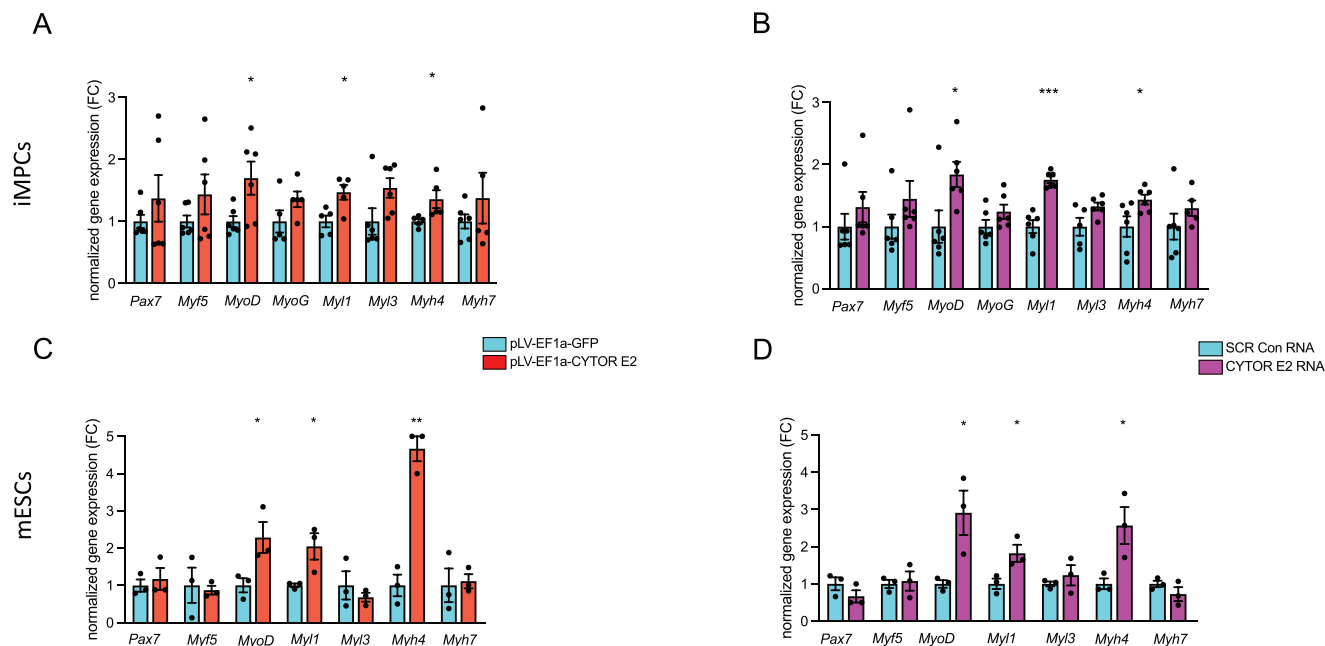 A
B
iMPCs
normalized gene expression (FC)
3
2
1
0
* * *
Pax7 Myf5 MyoD MyoG Myl1 Myl3 Myh4 Myh7
normalized gene expression (FC)
3
2
1
0
* *** *
Pax7 Myf5 MyoD MyoG Myl1 Myl3 Myh4 Myh7
C
pLV-EF1a-GFP
pLV-EF1a-CYTOR E2
D
SCR Con RNA
CYTOR E2 RNA
mESCs
normalized gene expression (FC)
5
4
3
2
1
0
* * **
Pax7 Myf5 MyoD Myl1 Myl3 Myh4 Myh7
normalized gene expression (FC)
5
4
3
2
1
0
* * *
Pax7 Myf5 MyoD Myl1 Myl3 Myh4 Myh7